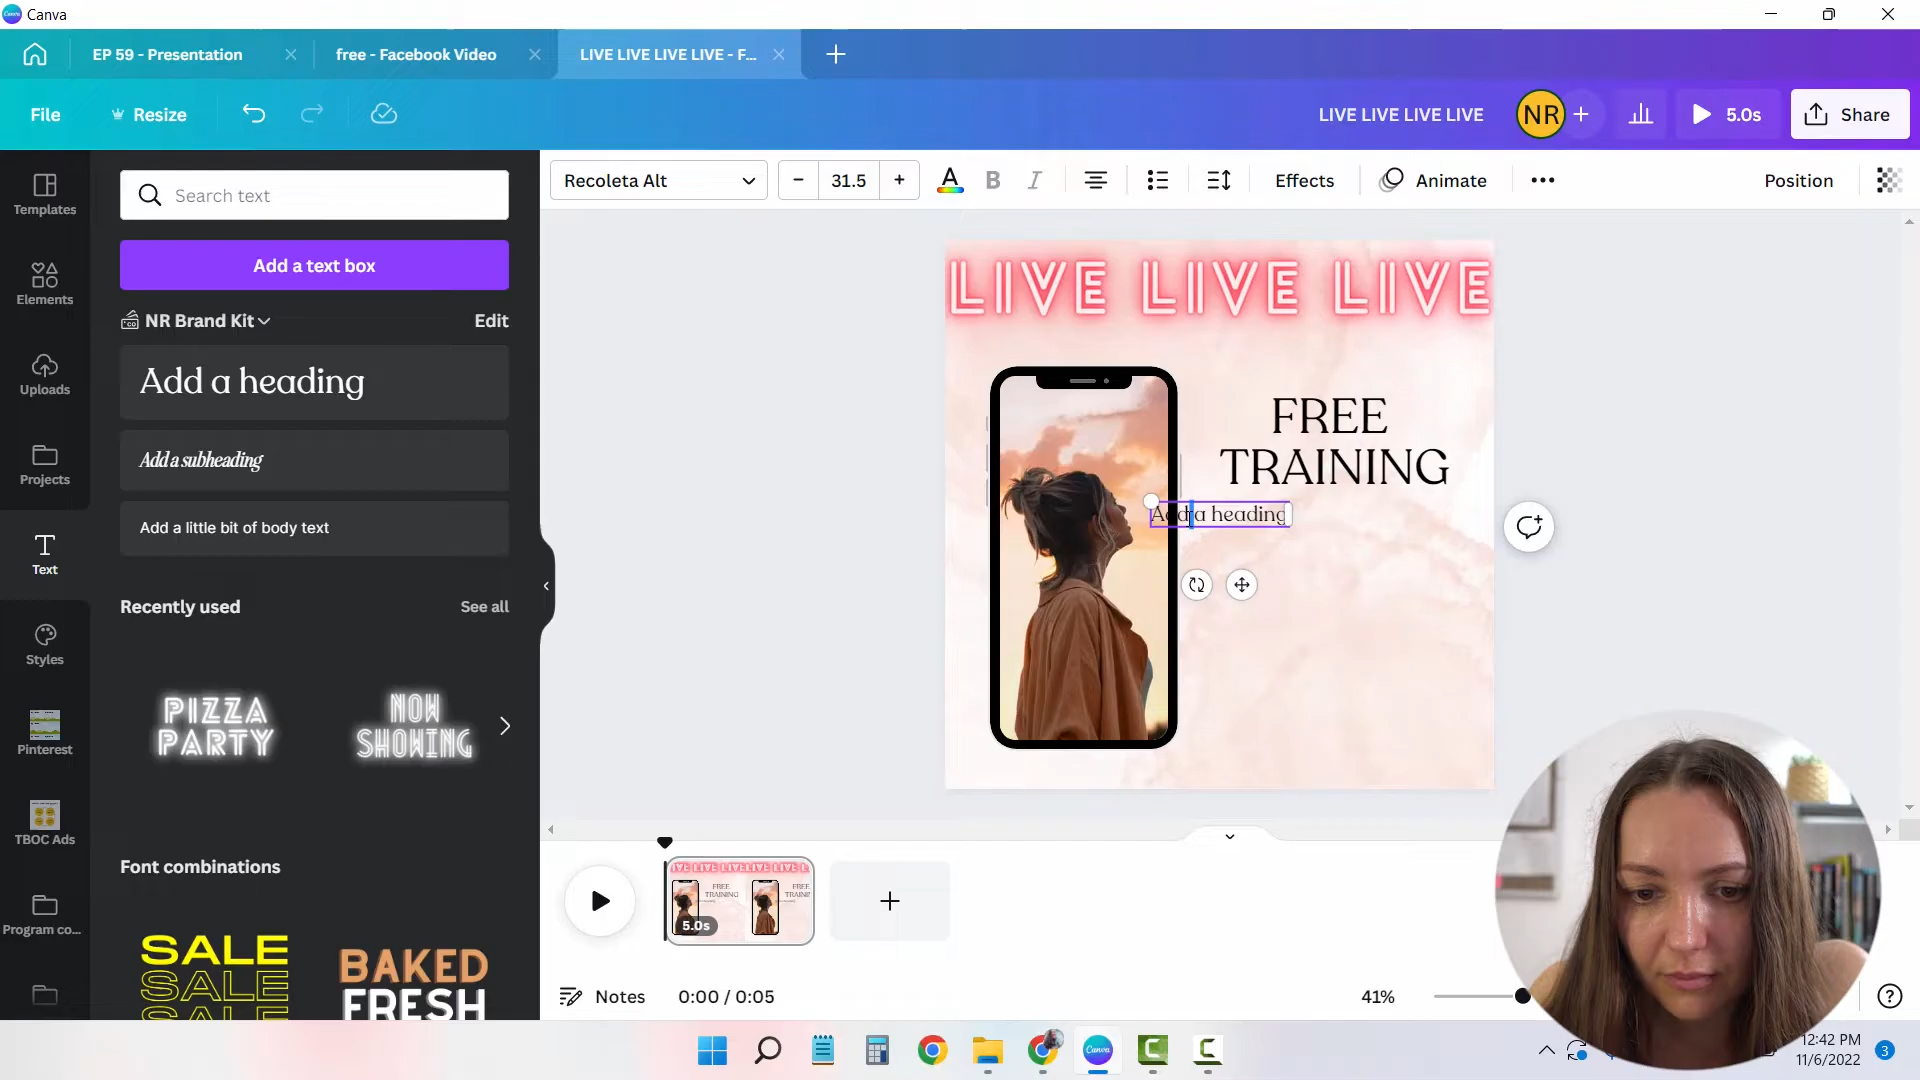 Canva
EP 59 - Presentation
free - Facebook Video
LIVE LIVE LIVE LIVE - F...
File
Resize
LIVE LIVE LIVE LIVE
NR
5.0s
Share
Templates
Elements
Uploads
Projects
Text
Styles
Pinterest
TBOC Ads
Program co...
Search text
Add a text box
NR Brand Kit
Edit
Add a heading
Add a subheading
Add a little bit of body text
Recently used
See all
PIZZA
PARTY
NOW
SHOWING
Font combinations
SALE
SALE
SALE
BAKED
FRESH
Recoleta Alt
31.5
A
B
I
Effects
Animate
Position
LIVE LIVE LIVE
FREE
TRAINING
Add a heading
5.0s
Notes
0:00 / 0:05
41%
Canva
12:42 PM
11/6/2022
3